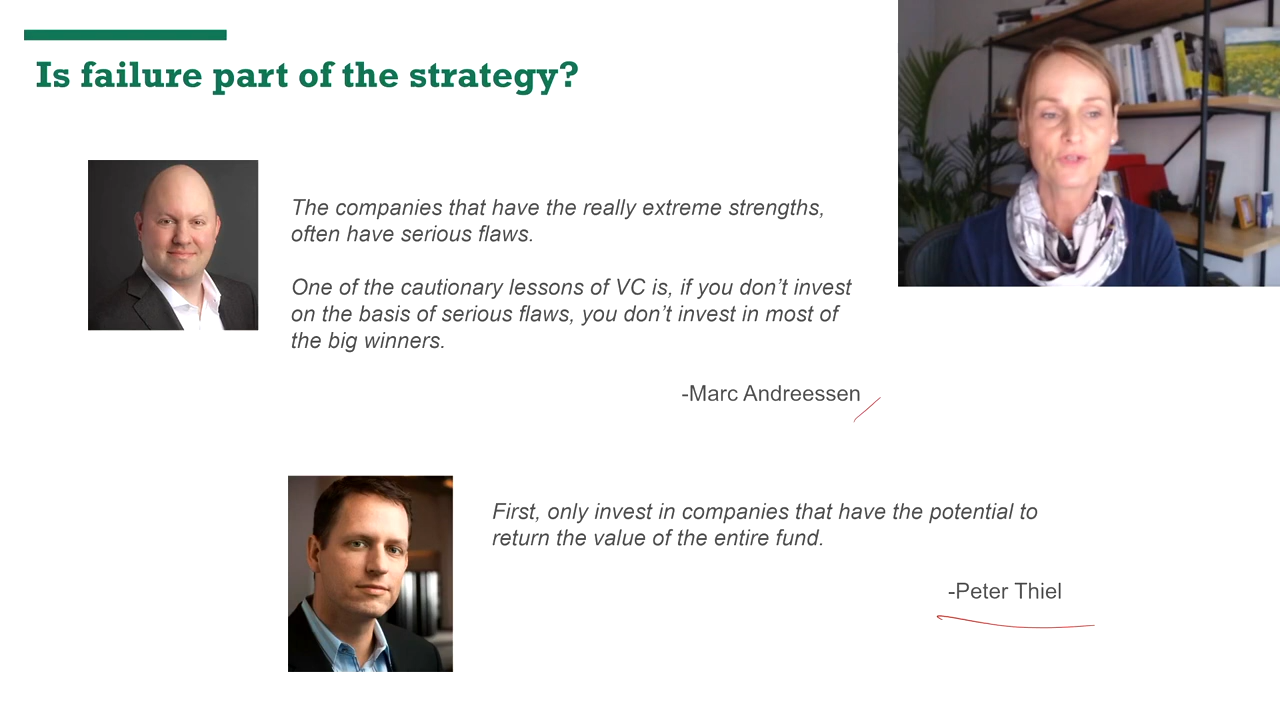 Is failure part of the strategy?
The companies that have the really extreme strengths,
often have serious flaws.
One of the cautionary lessons of VC is, if you don’t invest
on the basis of serious flaws, you don’t invest in most of
the big winners.
-Marc Andreessen
First, only invest in companies that have the potential to
return the value of the entire fund.
-Peter Thiel